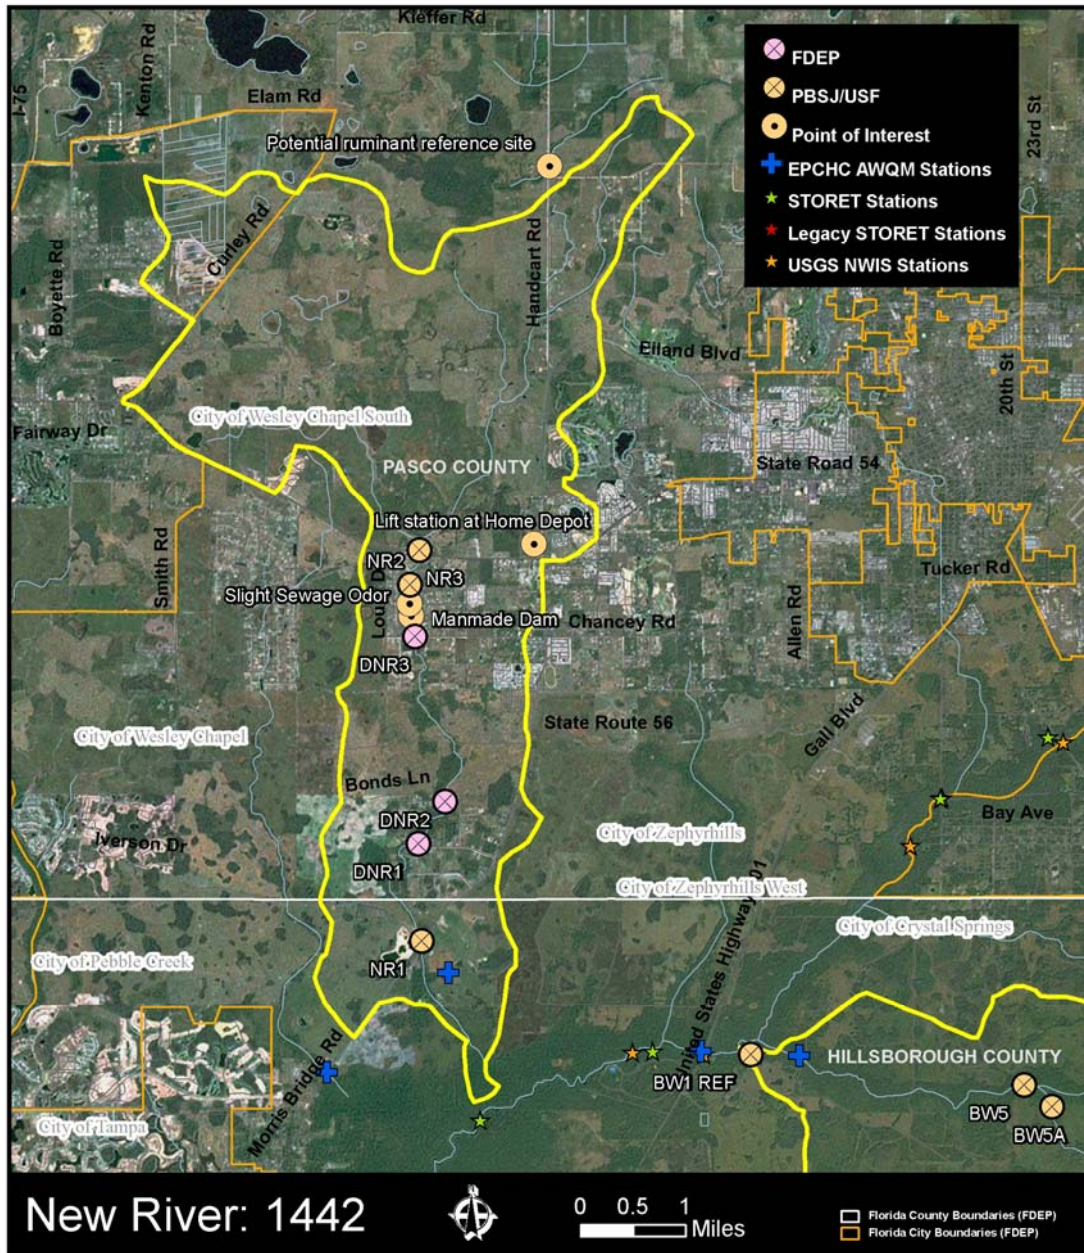 Kieffer Rd
I-75
Kenton Rd
Elam Rd
FDEP
PBSJ/USF
Point of Interest
EPCHC AWQM Stations
STORET Stations
Legacy STORET Stations
USGS NWIS Stations
23rd St
Potential ruminant reference site
Curley Rd
Boyette Rd
Handcart Rd
Eiland Blvd
20th St
City of Wesley Chapel South
Fairway Dr
PASCO COUNTY
State Road 54
Lift station at Home Depot
NR2
NR3
Smith Rd
Slight Sewage Odor
Manmade Dam
Chancey Rd
Tucker Rd
Allen Rd
DNR3
State Route 56
Gall Blvd
City of Wesley Chapel
Bonds Ln
DNR2
Bay Ave
City of Zephyrhills
Iverson Dr
DNR1
City of Zephyrhills West
City of Crystal Springs
City of Pebble Creek
NR1
United States Highway
HILLSBOROUGH COUNTY
Morris Bridge Rd
BW1 REF
BW5
BW5A
City of Tampa
New River: 1442
0 0.5 1
Miles
Florida County Boundaries (FDEP)
Florida City Boundaries (FDEP)